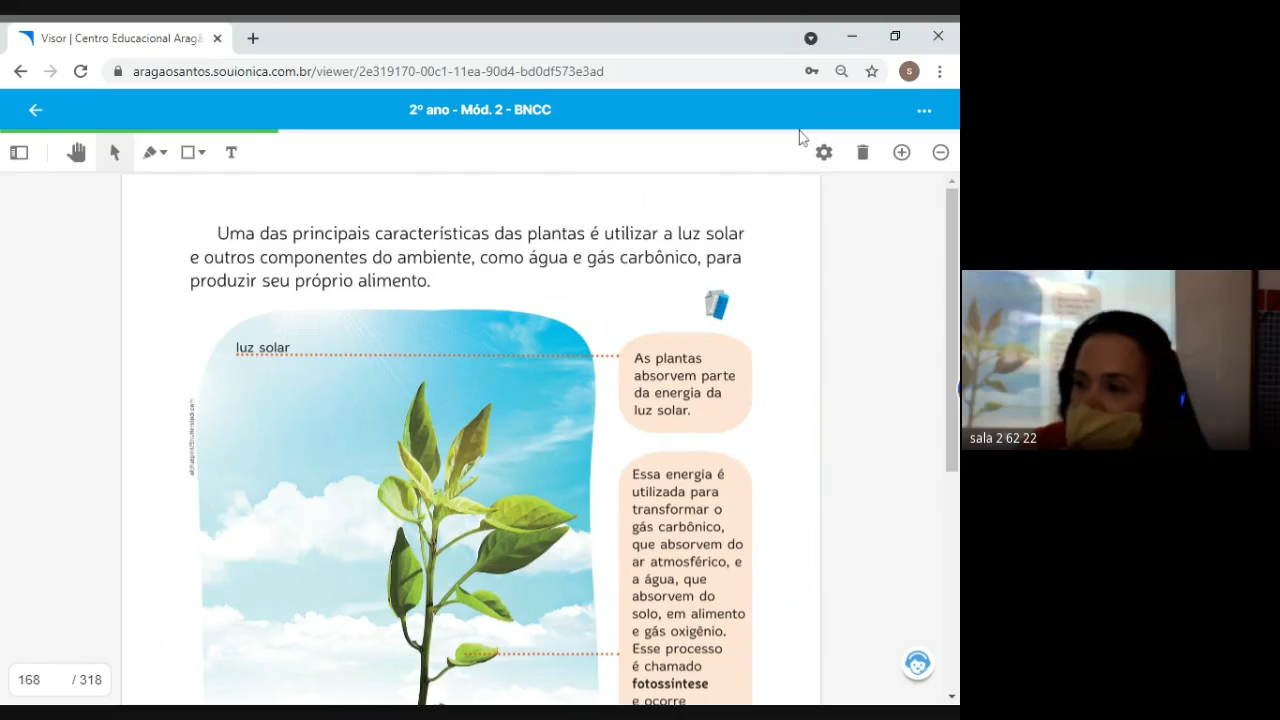 Visor | Centro Educacional Aragã
aragaosantos.souionica.com.br/viewer/2e319170-00c1-11ea-90d4-bd0df573e3ad
S
2º ano - Mód. 2 - BNCC
T
Uma das principais características das plantas é utilizar a luz solar
e outros componentes do ambiente, como água e gás carbônico, para
produzir seu próprio alimento.
luz solar
As plantas
absorvem parte
da energia da
luz solar.
Essa energia é
utilizada para
transformar o
gás carbônico,
que absorvem do
ar atmosférico, e
a água, que
absorvem do
solo, em alimento
e gás oxigênio.
Esse processo
é chamado
fotossíntese
e ocorre
168 / 318
sala 2 62 22